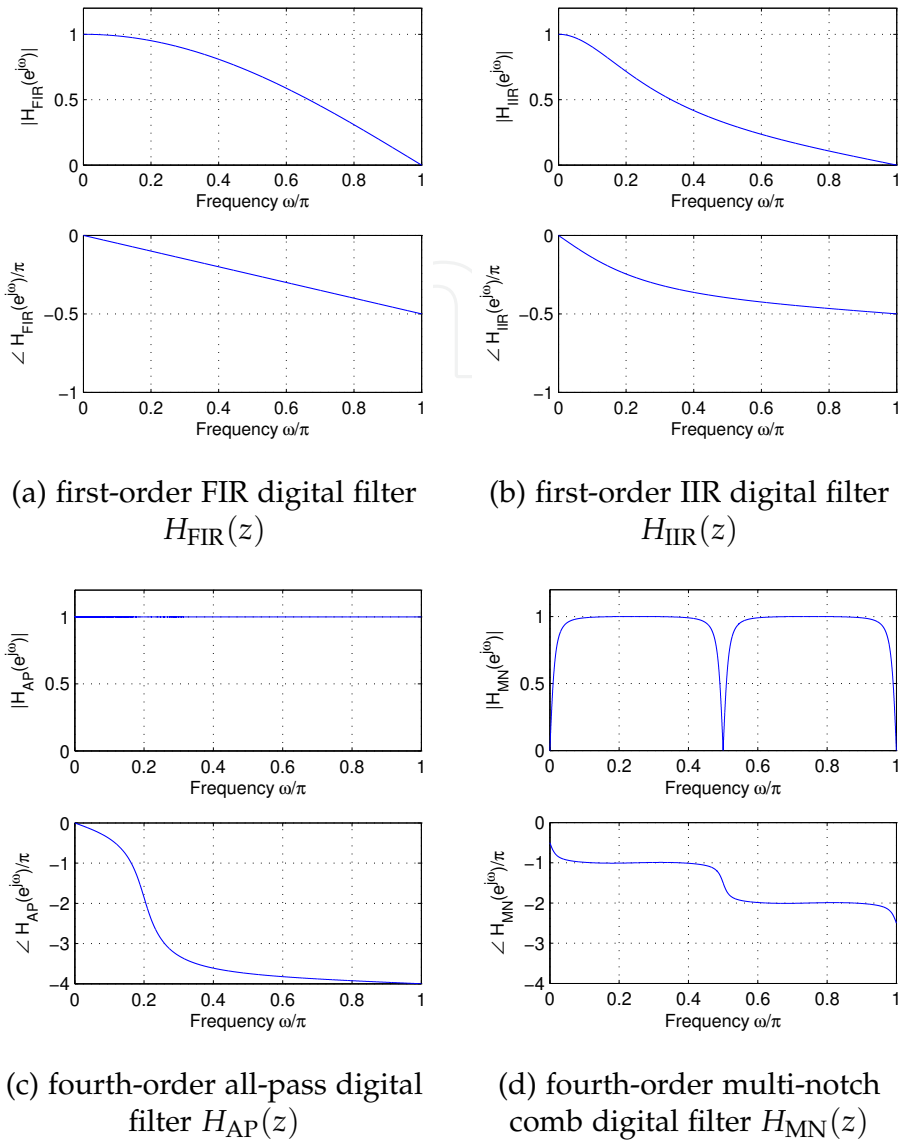 |H_FIR(e^jω)|
1
0.5
0
0 0.2 0.4 0.6 0.8 1
Frequency ω/π
∠ H_FIR(e^jω)/π
0
−0.5
−1
0 0.2 0.4 0.6 0.8 1
Frequency ω/π
(a) first-order FIR digital filter
H_FIR(z)
|H_IIR(e^jω)|
1
0.5
0
0 0.2 0.4 0.6 0.8 1
Frequency ω/π
∠ H_IIR(e^jω)/π
0
−0.5
−1
0 0.2 0.4 0.6 0.8 1
Frequency ω/π
(b) first-order IIR digital filter
H_IIR(z)
|H_AP(e^jω)|
1
0.5
0
0 0.2 0.4 0.6 0.8 1
Frequency ω/π
∠ H_AP(e^jω)/π
0
−1
−2
−3
−4
0 0.2 0.4 0.6 0.8 1
Frequency ω/π
(c) fourth-order all-pass digital
filter H_AP(z)
|H_MN(e^jω)|
1
0.5
0
0 0.2 0.4 0.6 0.8 1
Frequency ω/π
∠ H_MN(e^jω)/π
0
−1
−2
−3
−4
0 0.2 0.4 0.6 0.8 1
Frequency ω/π
(d) fourth-order multi-notch
comb digital filter H_MN(z)